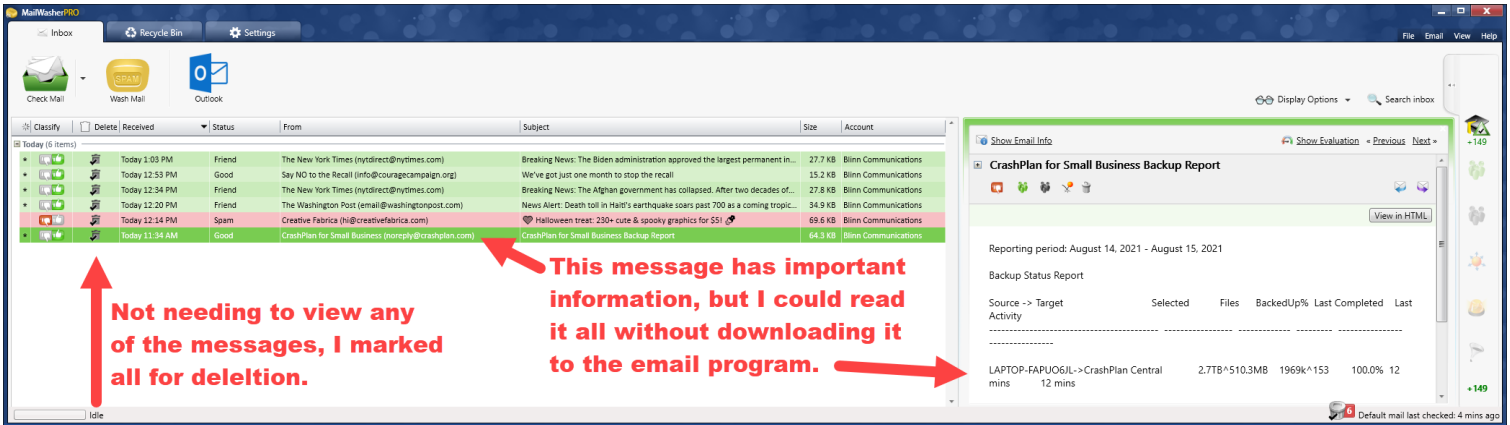 MailWasherPRO
Inbox
Recycle Bin
Settings
File Email View Help
Check Mail
SPAM
Wash Mail
Outlook
Display Options
Search inbox
Classify Delete Received Status From Subject Size Account
Today (6 items)
Today 1:03 PM Friend The New York Times (nytdirect@nytimes.com) Breaking News: The Biden administration approved the largest permanent in... 27.7 KB Blinn Communications
Today 12:53 PM Good Say NO to the Recall (info@couragecampaign.org) We've got just one month to stop the recall 15.2 KB Blinn Communications
Today 12:34 PM Friend The New York Times (nytdirect@nytimes.com) Breaking News: The Afghan government has collapsed. After two decades of... 27.8 KB Blinn Communications
Today 12:20 PM Friend The Washington Post (email@washingtonpost.com) News Alert: Death toll in Haiti's earthquake soars past 700 as a coming tropic... 34.9 KB Blinn Communications
Today 12:14 PM Spam Creative Fabrica (hi@creativefabrica.com) Halloween treat: 230+ cute & spooky graphics for $5! 69.6 KB Blinn Communications
Today 11:34 AM Good CrashPlan for Small Business (noreply@crashplan.com) CrashPlan for Small Business Backup Report 64.3 KB Blinn Communications
Not needing to view any
of the messages, I marked
all for deleltion.
This message has important
information, but I could read
it all without downloading it
to the email program.
Show Email Info
Show Evaluation « Previous Next »
CrashPlan for Small Business Backup Report
View in HTML
Reporting period: August 14, 2021 - August 15, 2021
Backup Status Report
Source -> Target Selected Files BackedUp% Last Completed Last
Activity
LAPTOP-FAPUO6JL->CrashPlan Central 2.7TB^510.3MB 1969k^153 100.0% 12
mins 12 mins
+149
+149
Idle
6
Default mail last checked: 4 mins ago